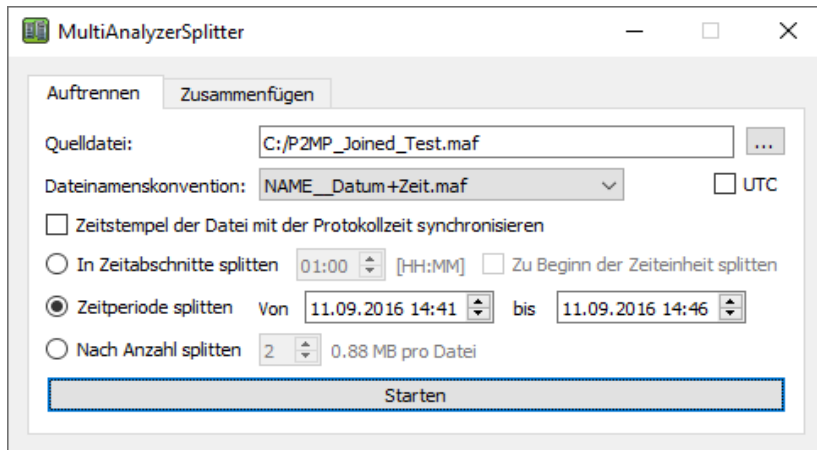 MultiAnalyzerSplitter
Auftrennen Zusammenfügen
Quelldatei: C:/P2MP_Joined_Test.maf ...
Dateinamenskonvention: NAME__Datum+Zeit.maf UTC
Zeitstempel der Datei mit der Protokollzeit synchronisieren
In Zeitabschnitte splitten 01:00 [HH:MM] Zu Beginn der Zeiteinheit splitten
Zeitperiode splitten Von 11.09.2016 14:41 bis 11.09.2016 14:46
Nach Anzahl splitten 2 0.88 MB pro Datei
Starten